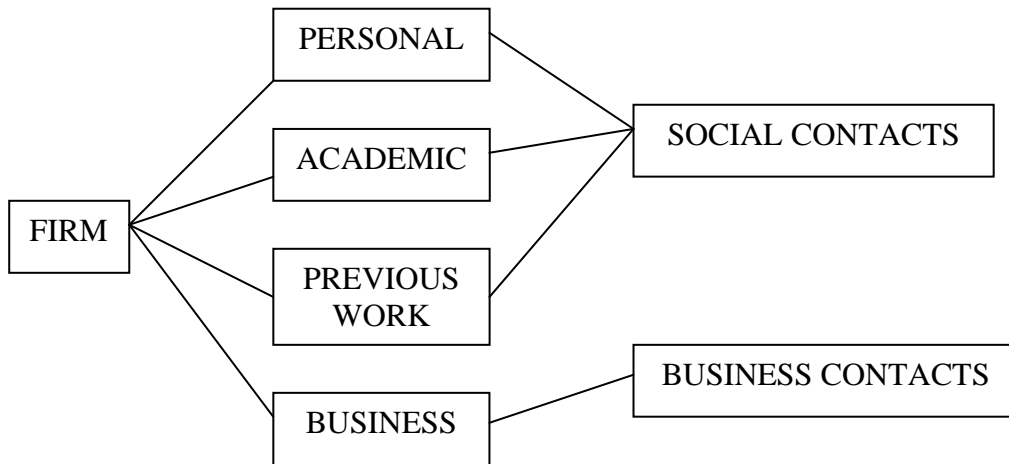 PERSONAL
ACADEMIC
SOCIAL CONTACTS
FIRM
PREVIOUS
WORK
BUSINESS
BUSINESS CONTACTS